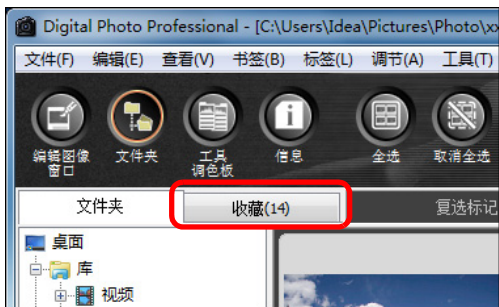 Digital Photo Professional - [C:\Users\Idea\Pictures\Photo\xx
文件(F) 编辑(E) 查看(V) 书签(B) 标签(L) 调节(A) 工具(T)
编辑图像
窗口
文件夹
工具
调色板
信息
全选
取消全选
文件夹
收藏(14)
复选标记
桌面
库
视频